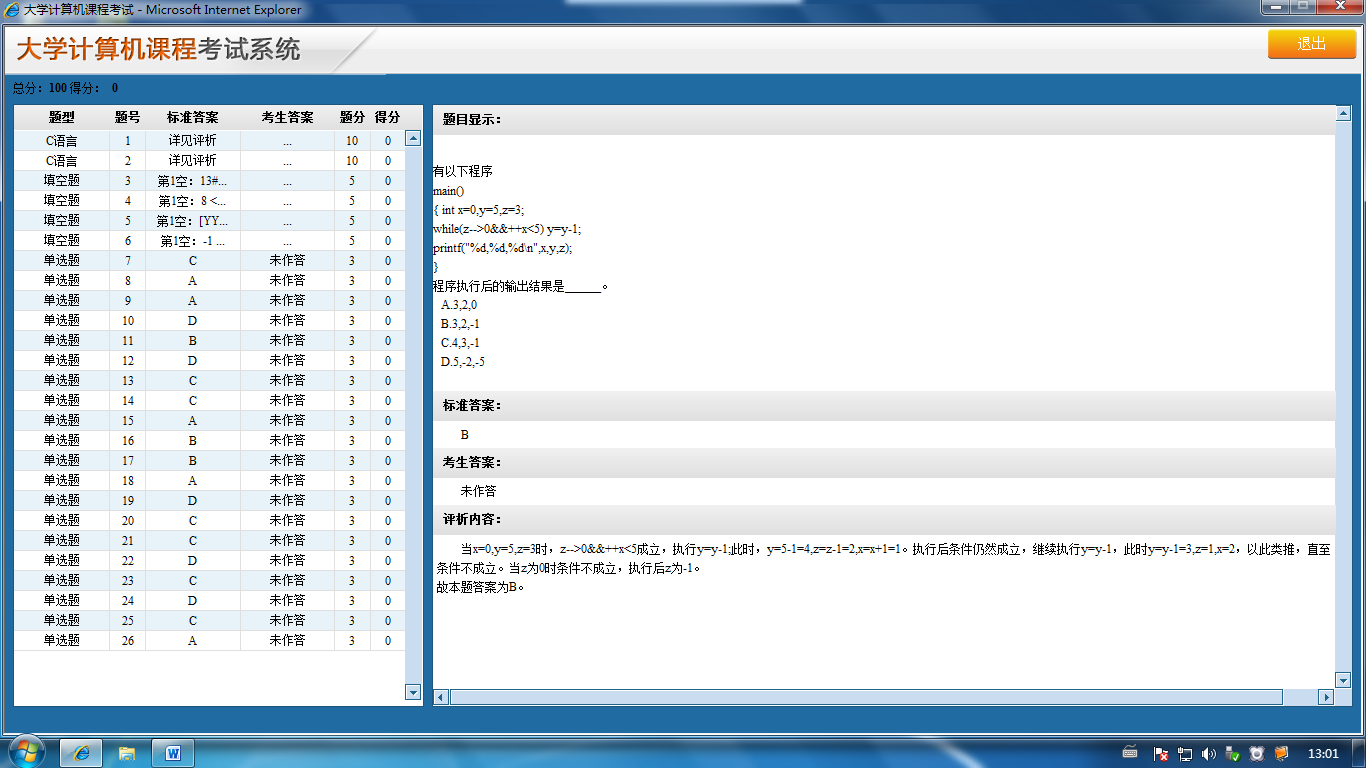 大学计算机课程考试 - Microsoft Internet Explorer
大学计算机课程考试系统
退出
总分：100 得分： 0
题型 题号 标准答案 考生答案 题分 得分
C语言 1 详见评析 ... 10 0
C语言 2 详见评析 ... 10 0
填空题 3 第1空：13#... ... 5 0
填空题 4 第1空：8 <... ... 5 0
填空题 5 第1空：[YY... ... 5 0
填空题 6 第1空：-1 ... ... 5 0
单选题 7 C 未作答 3 0
单选题 8 A 未作答 3 0
单选题 9 A 未作答 3 0
单选题 10 D 未作答 3 0
单选题 11 B 未作答 3 0
单选题 12 D 未作答 3 0
单选题 13 C 未作答 3 0
单选题 14 C 未作答 3 0
单选题 15 A 未作答 3 0
单选题 16 B 未作答 3 0
单选题 17 B 未作答 3 0
单选题 18 A 未作答 3 0
单选题 19 D 未作答 3 0
单选题 20 C 未作答 3 0
单选题 21 C 未作答 3 0
单选题 22 D 未作答 3 0
单选题 23 C 未作答 3 0
单选题 24 D 未作答 3 0
单选题 25 C 未作答 3 0
单选题 26 A 未作答 3 0
题目显示：
有以下程序
main()
{ int x=0,y=5,z=3;
while(z-->0&&++x<5) y=y-1;
printf("%d,%d,%d\n",x,y,z);
}
程序执行后的输出结果是______。
A.3,2,0
B.3,2,-1
C.4,3,-1
D.5,-2,-5
标准答案：
B
考生答案：
未作答
评析内容：
当x=0,y=5,z=3时，z-->0&&++x<5成立，执行y=y-1;此时，y=5-1=4,z=z-1=2,x=x+1=1。执行后条件仍然成立，继续执行y=y-1，此时y=y-1=3,z=1,x=2，以此类推，直至
条件不成立。当z为0时条件不成立，执行后z为-1。
故本题答案为B。
13:01